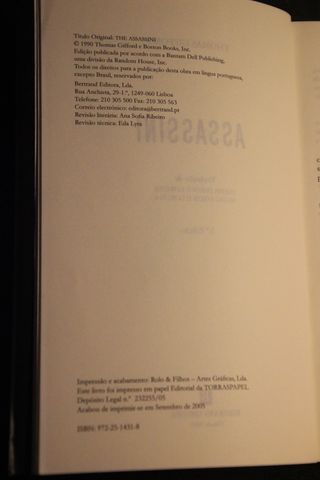 Título Original: THE ASSASSINI
© 1990 Thomas Gifford e Boston Books, Inc.
Edição publicada por acordo com a Bantam Dell Publishing,
uma divisão da Random House, Inc.
Todos os direitos para a publicação desta obra em língua portuguesa,
excepto Brasil, reservados por:
Bertrand Editora, Lda.
Rua Anchieta, 29-1.º, 1249-060 Lisboa
Telefone: 210 305 500 Fax: 210 305 563
Correio electrónico: editora@bertrand.pt
Revisão literária: Ana Sofia Ribeiro
Revisão técnica: Eda Lyra
ASSASSINI
Impressão e acabamento: Rolo & Filhos – Artes Gráficas, Lda.
Este livro foi impresso em papel Editorial da TORRASPAPEL
Depósito Legal n.º 232255/05
Acabou de imprimir-se em Setembro de 2005
ISBN: 972-25-1431-8